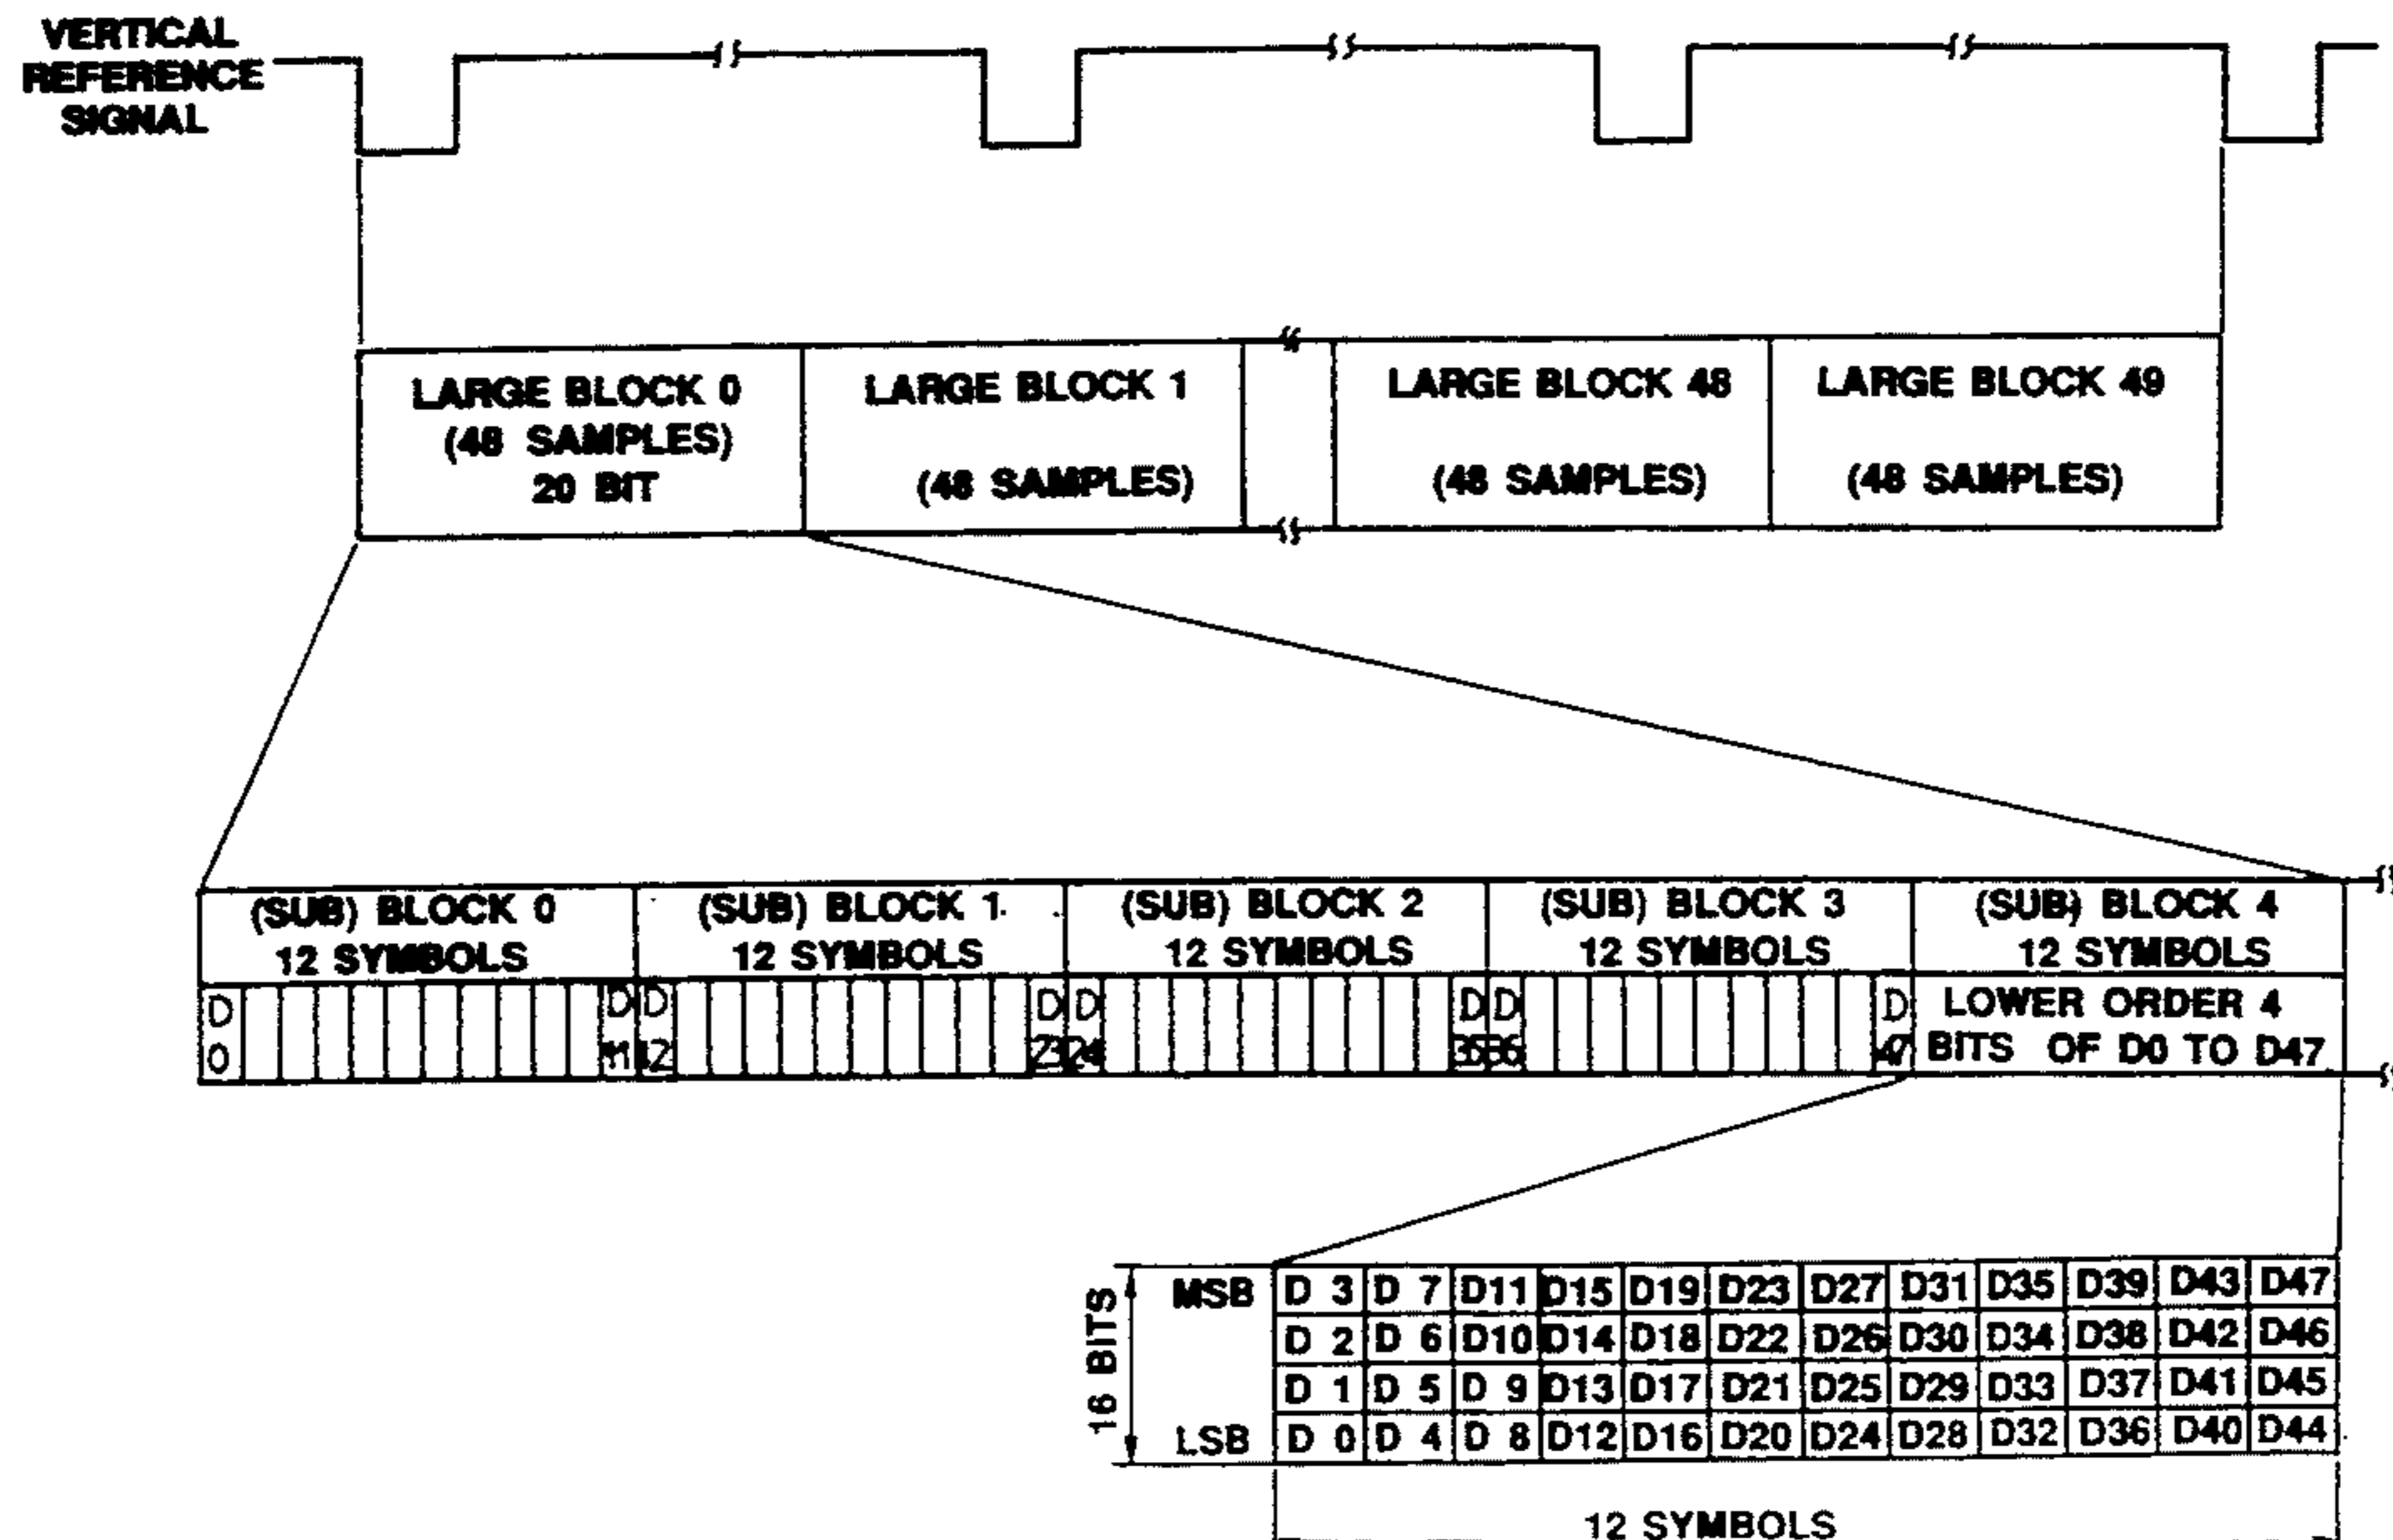 VERTICAL
REFERENCE
SIGNAL
LARGE BLOCK 0
(48 SAMPLES)
20 BIT
LARGE BLOCK 1
(48 SAMPLES)
LARGE BLOCK 48
(48 SAMPLES)
LARGE BLOCK 49
(48 SAMPLES)
(SUB) BLOCK 0
12 SYMBOLS
(SUB) BLOCK 1
12 SYMBOLS
(SUB) BLOCK 2
12 SYMBOLS
(SUB) BLOCK 3
12 SYMBOLS
(SUB) BLOCK 4
12 SYMBOLS
D 0
D 11
D 12
D 23
D 24
D 35
D 36
D 47
LOWER ORDER 4
BITS OF D0 TO D47
16 BITS
MSB D 3 D 7 D11 D15 D19 D23 D27 D31 D35 D39 D43 D47
D 2 D 6 D10 D14 D18 D22 D26 D30 D34 D38 D42 D46
D 1 D 5 D 9 D13 D17 D21 D25 D29 D33 D37 D41 D45
LSB D 0 D 4 D 8 D12 D16 D20 D24 D28 D32 D36 D40 D44
12 SYMBOLS